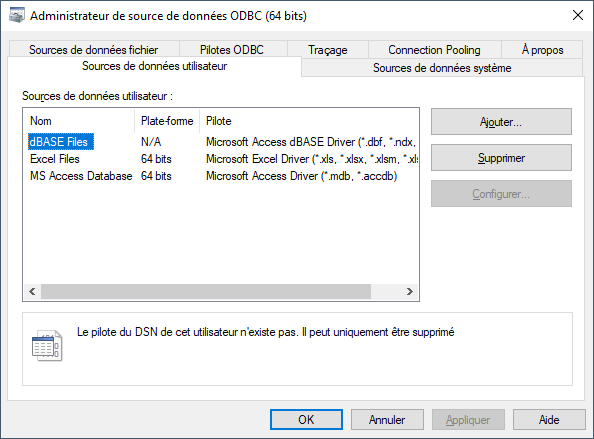 Administrateur de source de données ODBC (64 bits)
Sources de données fichier Pilotes ODBC Traçage Connection Pooling À propos
Sources de données utilisateur Sources de données système
Sources de données utilisateur :
Nom Plate-forme Pilote
dBASE Files N/A Microsoft Access dBASE Driver (*.dbf, *.ndx,
Excel Files 64 bits Microsoft Excel Driver (*.xls, *.xlsx, *.xlsm, *.xls
MS Access Database 64 bits Microsoft Access Driver (*.mdb, *.accdb)
Ajouter...
Supprimer
Configurer...
Le pilote du DSN de cet utilisateur n'existe pas. Il peut uniquement être supprimé
OK Annuler Appliquer Aide